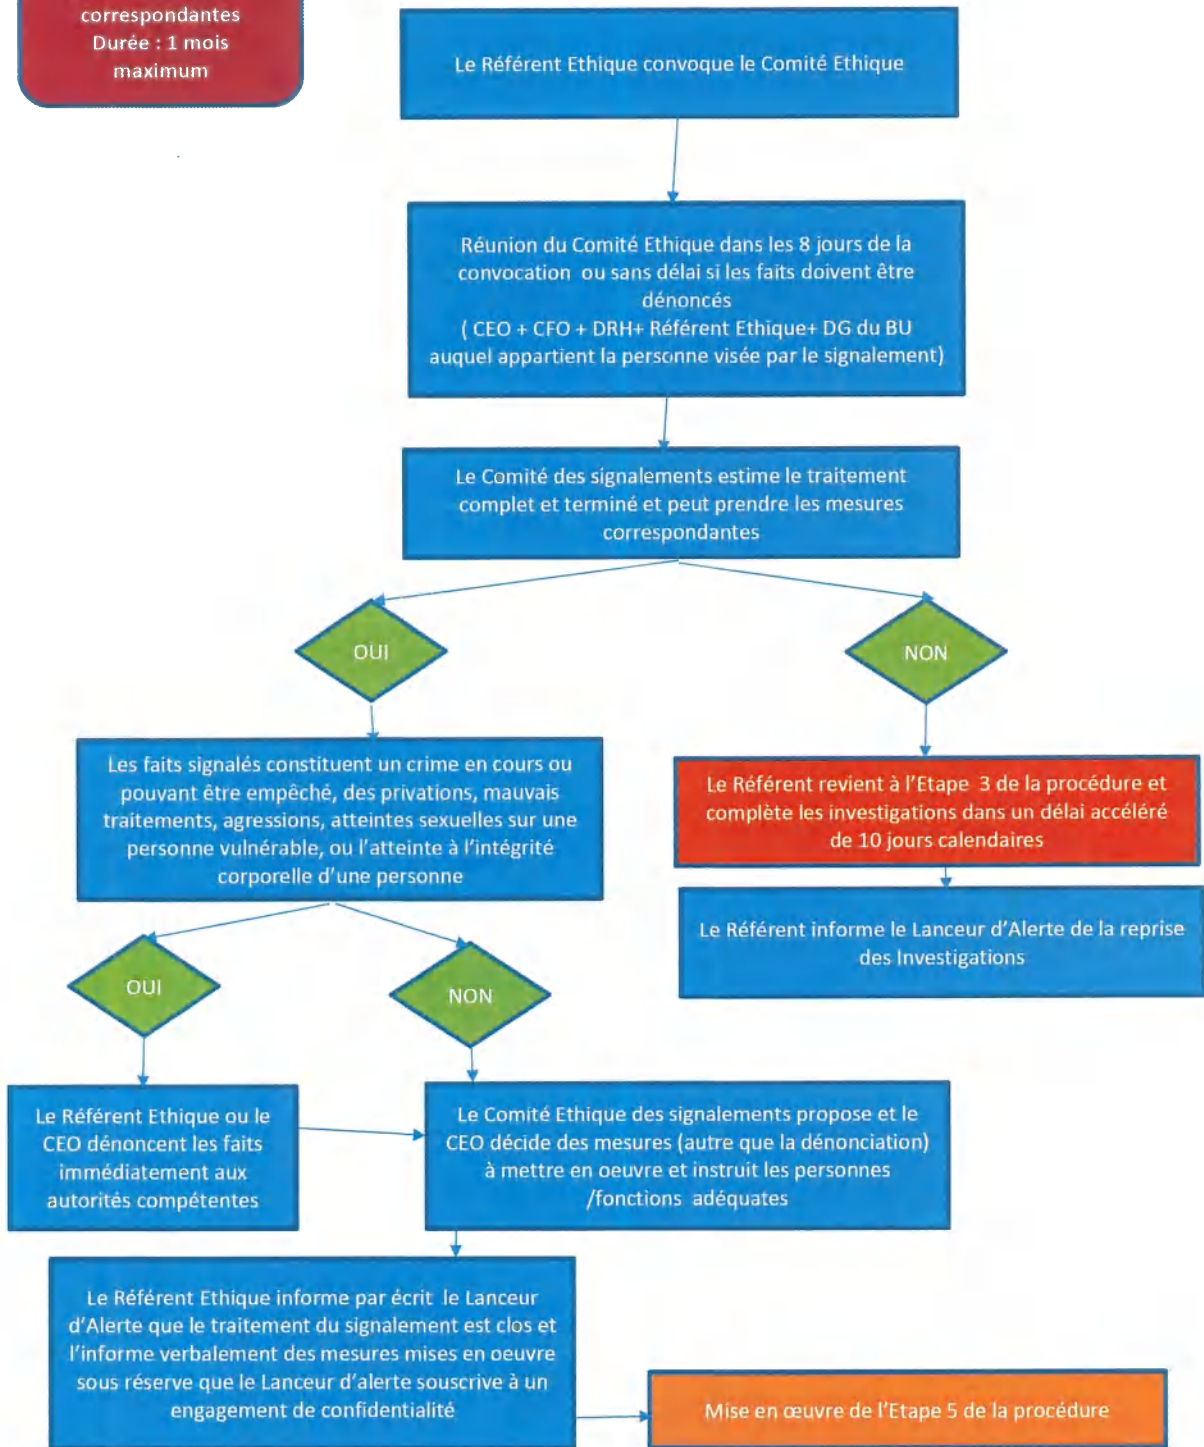 correspondantes
Durée : 1 mois
maximum
Le Référent Ethique convoque le Comité Ethique
Réunion du Comité Ethique dans les 8 jours de la
convocation ou sans délai si les faits doivent être
dénoncés
( CEO + CFO + DRH+ Référent Ethique+ DG du BU
auquel appartient la personne visée par le signalement)
Le Comité des signalements estime le traitement
complet et terminé et peut prendre les mesures
correspondantes
OUI
NON
Les faits signalés constituent un crime en cours ou
pouvant être empêché, des privations, mauvais
traitements, agressions, atteintes sexuelles sur une
personne vulnérable, ou l'atteinte à l'intégrité
corporelle d'une personne
Le Référent revient à l'Etape 3 de la procédure et
complète les investigations dans un délai accéléré
de 10 jours calendaires
Le Référent informe le Lanceur d'Alerte de la reprise
des Investigations
OUI
NON
Le Référent Ethique ou le
CEO dénoncent les faits
immédiatement aux
autorités compétentes
Le Comité Ethique des signalements propose et le
CEO décide des mesures (autre que la dénonciation)
à mettre en oeuvre et instruit les personnes
/fonctions adéquates
Le Référent Ethique informe par écrit le Lanceur
d'Alerte que le traitement du signalement est clos et
l'informe verbalement des mesures mises en oeuvre
sous réserve que le Lanceur d'alerte souscrive à un
engagement de confidentialité
Mise en œuvre de l'Etape 5 de la procédure